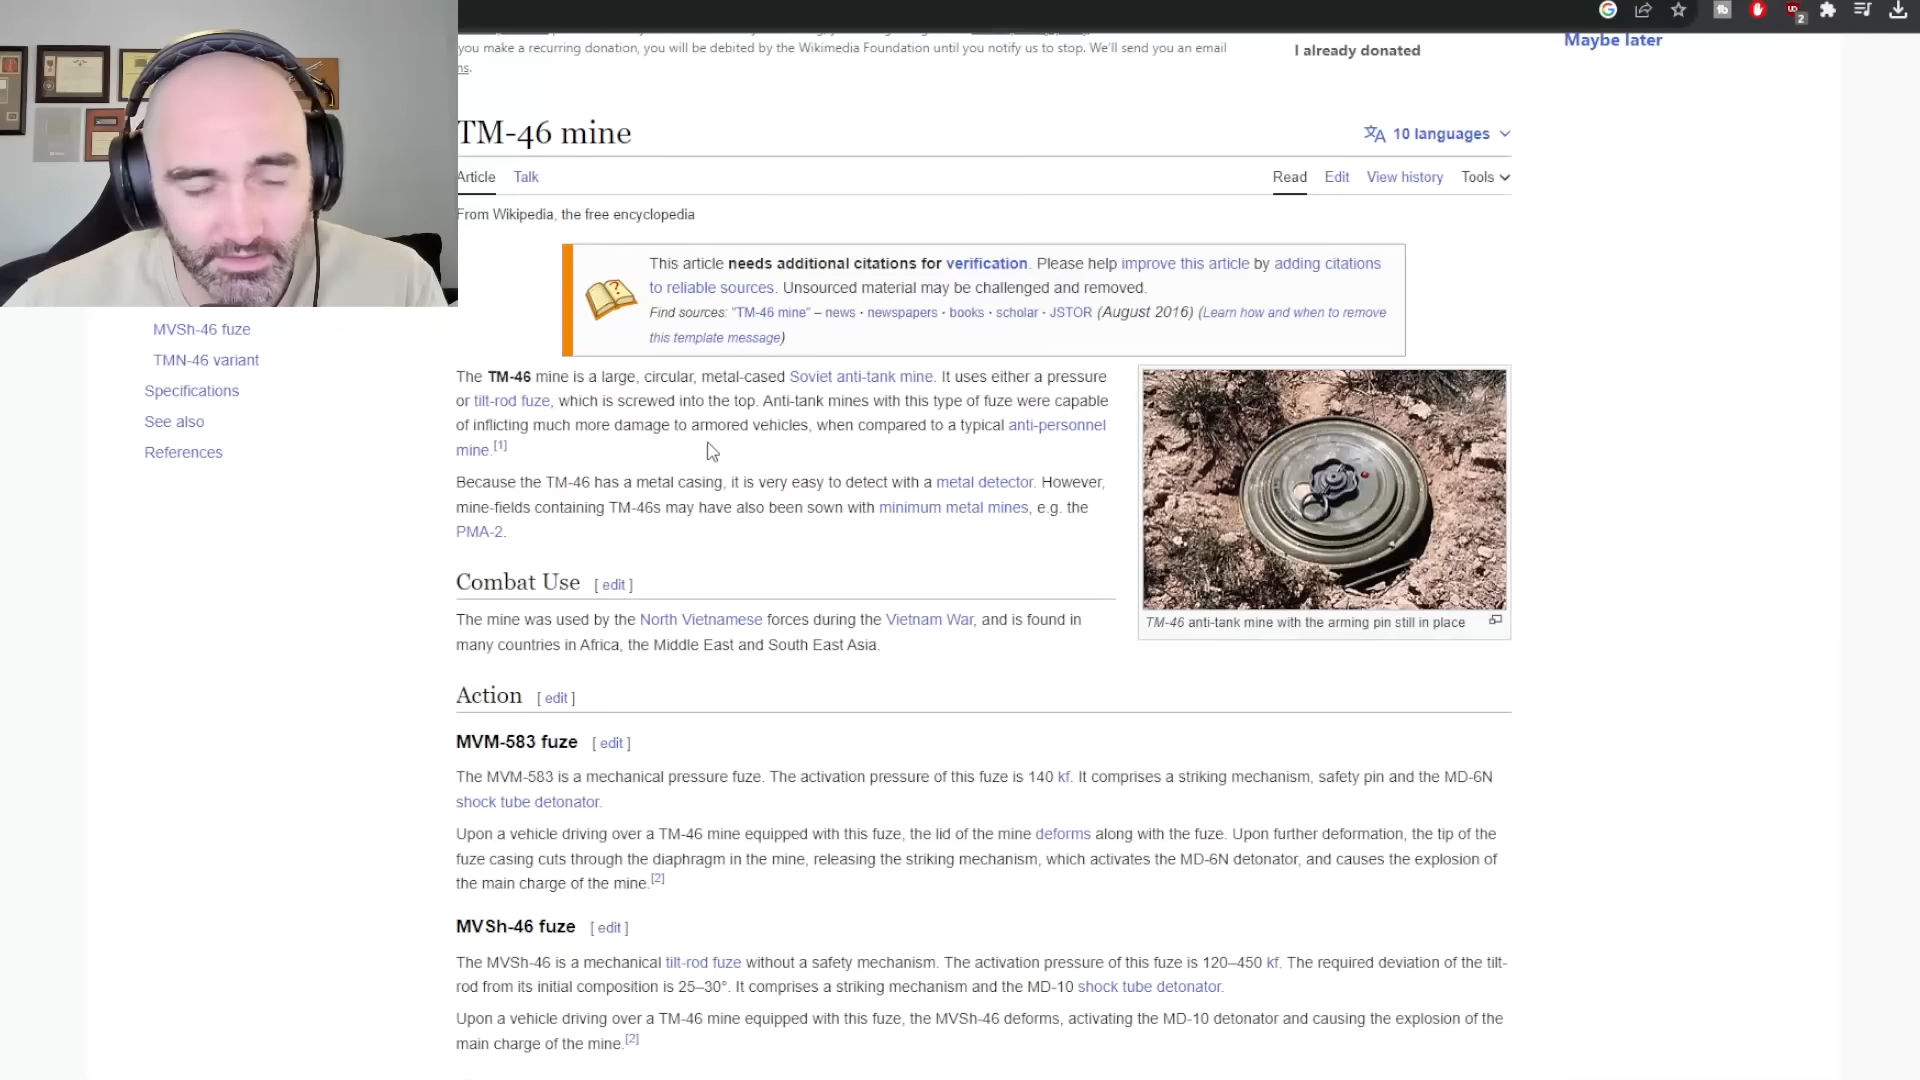 you make a recurring donation, you will be debited by the Wikimedia Foundation until you notify us to stop. We'll send you an email
ns.
I already donated
Maybe later
2
TM-46 mine
10 languages
Article Talk
Read Edit View history Tools
From Wikipedia, the free encyclopedia
This article needs additional citations for verification. Please help improve this article by adding citations
to reliable sources. Unsourced material may be challenged and removed.
Find sources: "TM-46 mine" – news · newspapers · books · scholar · JSTOR (August 2016) (Learn how and when to remove
this template message)
MVSh-46 fuze
TMN-46 variant
Specifications
See also
References
The TM-46 mine is a large, circular, metal-cased Soviet anti-tank mine. It uses either a pressure
or tilt-rod fuze, which is screwed into the top. Anti-tank mines with this type of fuze were capable
of inflicting much more damage to armored vehicles, when compared to a typical anti-personnel
mine.[1]
Because the TM-46 has a metal casing, it is very easy to detect with a metal detector. However,
mine-fields containing TM-46s may have also been sown with minimum metal mines, e.g. the
PMA-2.
TM-46 anti-tank mine with the arming pin still in place
Combat Use [ edit ]
The mine was used by the North Vietnamese forces during the Vietnam War, and is found in
many countries in Africa, the Middle East and South East Asia.
Action [ edit ]
MVM-583 fuze [ edit ]
The MVM-583 is a mechanical pressure fuze. The activation pressure of this fuze is 140 kf. It comprises a striking mechanism, safety pin and the MD-6N
shock tube detonator.
Upon a vehicle driving over a TM-46 mine equipped with this fuze, the lid of the mine deforms along with the fuze. Upon further deformation, the tip of the
fuze casing cuts through the diaphragm in the mine, releasing the striking mechanism, which activates the MD-6N detonator, and causes the explosion of
the main charge of the mine.[2]
MVSh-46 fuze [ edit ]
The MVSh-46 is a mechanical tilt-rod fuze without a safety mechanism. The activation pressure of this fuze is 120–450 kf. The required deviation of the tilt-
rod from its initial composition is 25–30°. It comprises a striking mechanism and the MD-10 shock tube detonator.
Upon a vehicle driving over a TM-46 mine equipped with this fuze, the MVSh-46 deforms, activating the MD-10 detonator and causing the explosion of the
main charge of the mine.[2]